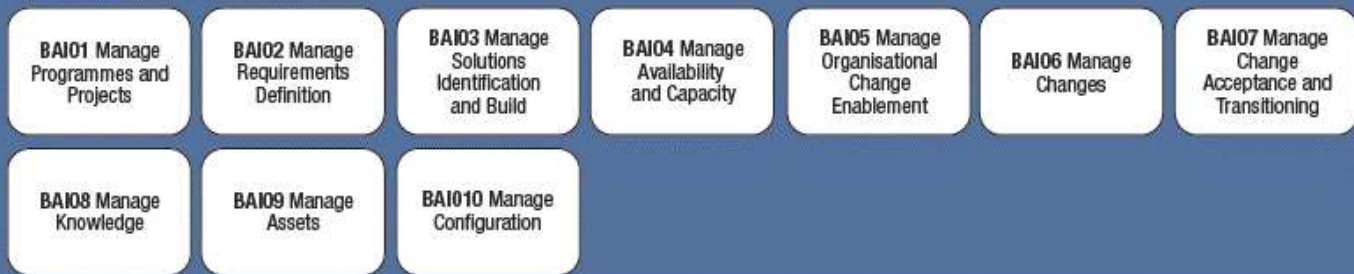 BAI01 Manage
Programmes and
Projects
BAI02 Manage
Requirements
Definition
BAI03 Manage
Solutions
Identification
and Build
BAI04 Manage
Availability
and Capacity
BAI05 Manage
Organisational
Change
Enablement
BAI06 Manage
Changes
BAI07 Manage
Change
Acceptance and
Transitioning
BAI08 Manage
Knowledge
BAI09 Manage
Assets
BAI010 Manage
Configuration